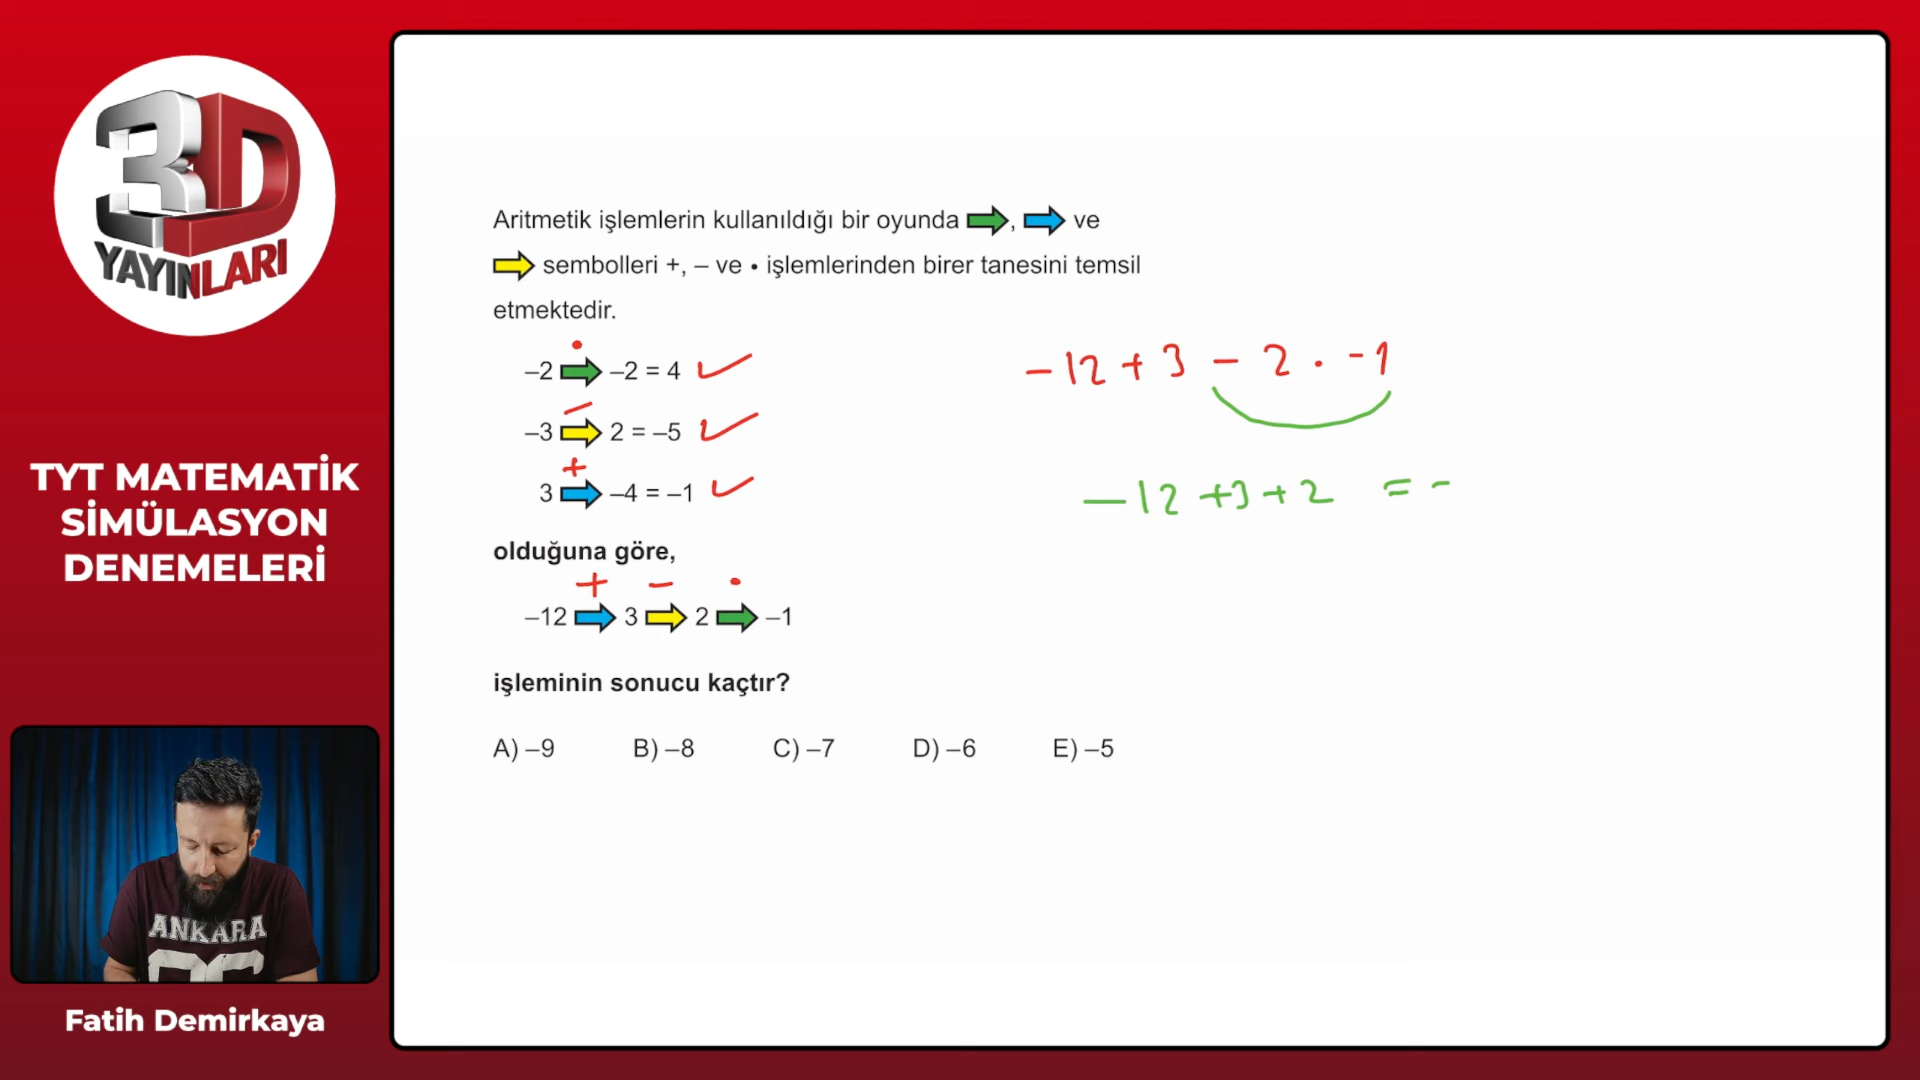 3D
YAYINLARI
TYT MATEMATİK
SİMÜLASYON
DENEMELERİ
ANKARA
Fatih Demirkaya
Aritmetik işlemlerin kullanıldığı bir oyunda , ve
sembolleri +, – ve • işlemlerinden birer tanesini temsil
etmektedir.
•
–2 –2 = 4
–
–3 2 = –5
+
3 –4 = –1
olduğuna göre,
+ – •
–12 3 2 –1
işleminin sonucu kaçtır?
A) –9 B) –8 C) –7 D) –6 E) –5
-12 + 3 - 2 . -1
-12 +3 +2 = -